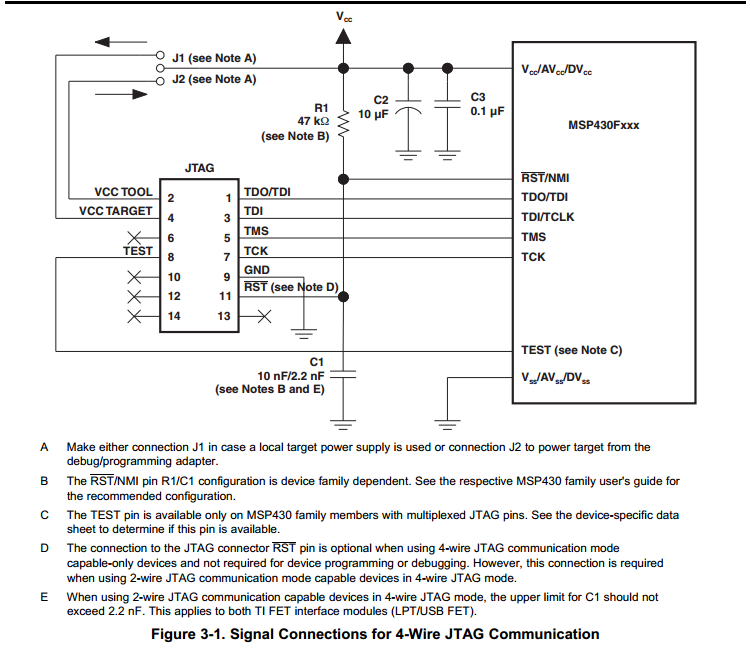 Vcc
J1 (see Note A)
J2 (see Note A)
Vcc/AVcc/DVcc
R1
47 kΩ
(see Note B)
C2
10 µF
C3
0.1 µF
MSP430Fxxx
JTAG
RST/NMI
VCC TOOL 2 1 TDO/TDI TDO/TDI
VCC TARGET 4 3 TDI TDI/TCLK
6 5 TMS TMS
TEST 8 7 TCK TCK
10 9 GND
12 11 RST (see Note D)
14 13
TEST (see Note C)
C1
10 nF/2.2 nF
(see Notes B and E)
Vss/AVss/DVss
A Make either connection J1 in case a local target power supply is used or connection J2 to power target from the
debug/programming adapter.
B The RST/NMI pin R1/C1 configuration is device family dependent. See the respective MSP430 family user's guide for
the recommended configuration.
C The TEST pin is available only on MSP430 family members with multiplexed JTAG pins. See the device-specific data
sheet to determine if this pin is available.
D The connection to the JTAG connector RST pin is optional when using 4-wire JTAG communication mode
capable-only devices and not required for device programming or debugging. However, this connection is required
when using 2-wire JTAG communication mode capable devices in 4-wire JTAG mode.
E When using 2-wire JTAG communication capable devices in 4-wire JTAG mode, the upper limit for C1 should not
exceed 2.2 nF. This applies to both TI FET interface modules (LPT/USB FET).
Figure 3-1. Signal Connections for 4-Wire JTAG Communication